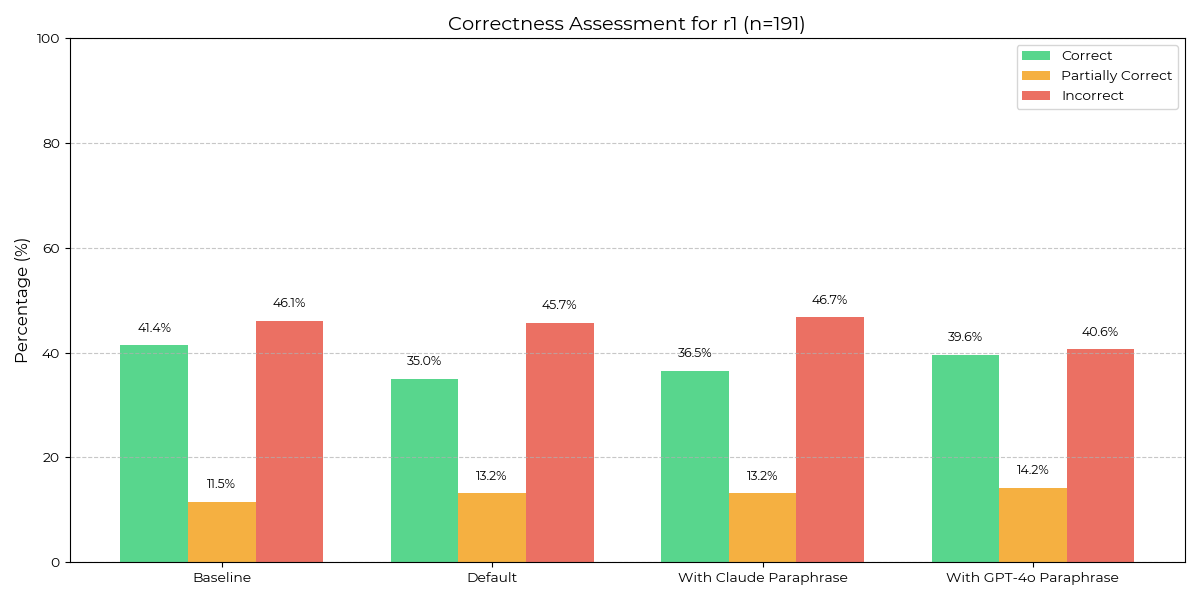 Correctness Assessment for r1 (n=191)
Correct
Partially Correct
Incorrect
Percentage (%)
100
80
60
40
20
0
41.4%
11.5%
46.1%
35.0%
13.2%
45.7%
36.5%
13.2%
46.7%
39.6%
14.2%
40.6%
Baseline
Default
With Claude Paraphrase
With GPT-4o Paraphrase